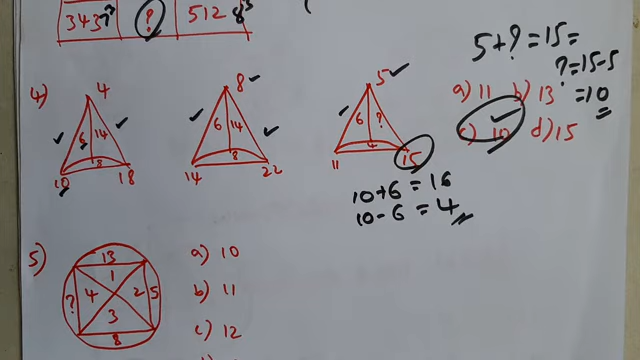 343 7³ ? 512 8³
5+?=15=
?=15-5
=10
4) 4 6 14 8 10 18
8 6 14 8 14 22
5 6 ? 4 11 15
a) 11 b) 13
c) 10 d) 15
10+6=16
10-6=4
5) 13 1 4 2 5 ? 3 8
a) 10
b) 11
c) 12